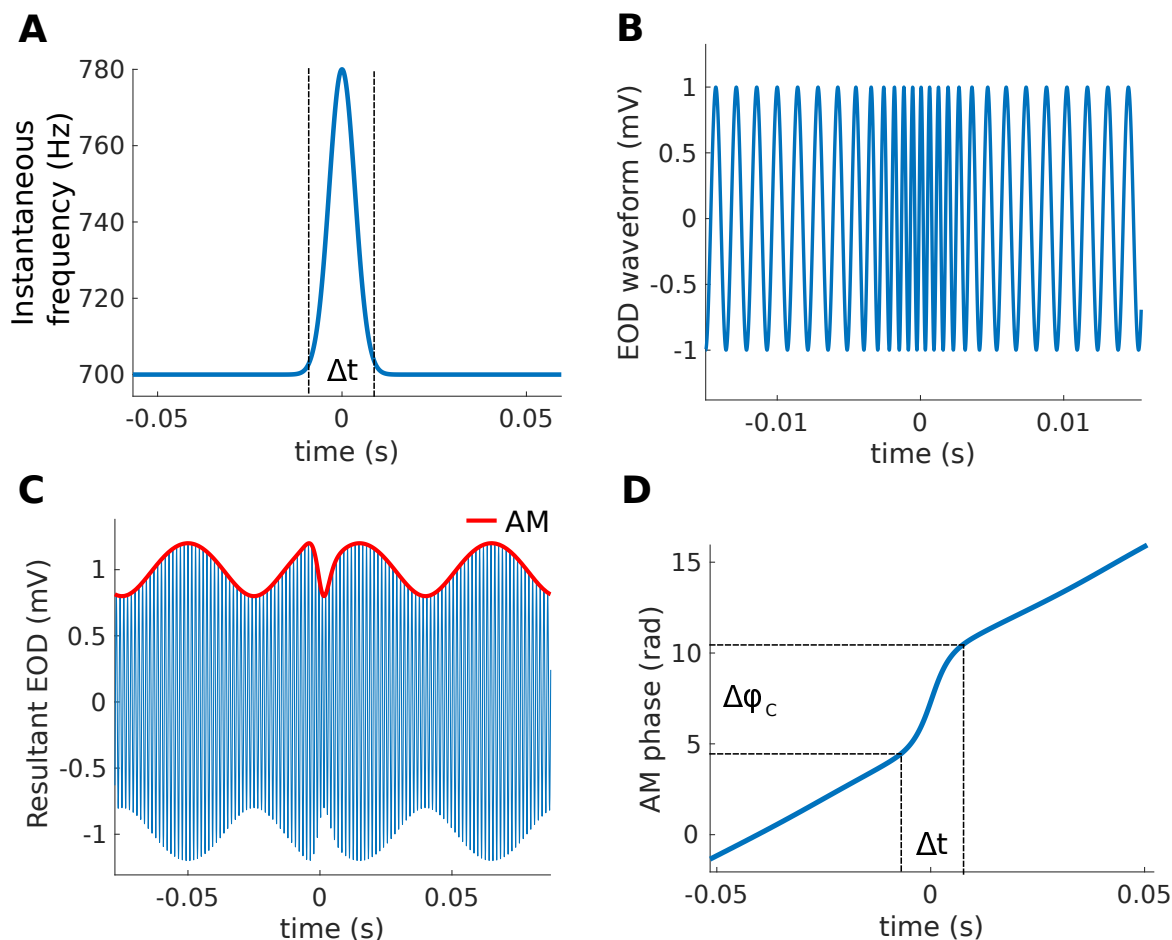 A
Instantaneous
frequency (Hz)
780
760
740
720
700
Δt
-0.05
0
0.05
time (s)
B
EOD waveform (mV)
1
0.5
0
-0.5
-1
-0.01
0
0.01
time (s)
C
AM
Resultant EOD (mV)
1
0.5
0
-0.5
-1
-0.05
0
0.05
time (s)
D
AM phase (rad)
15
10
5
0
Δφc
Δt
-0.05
0
0.05
time (s)